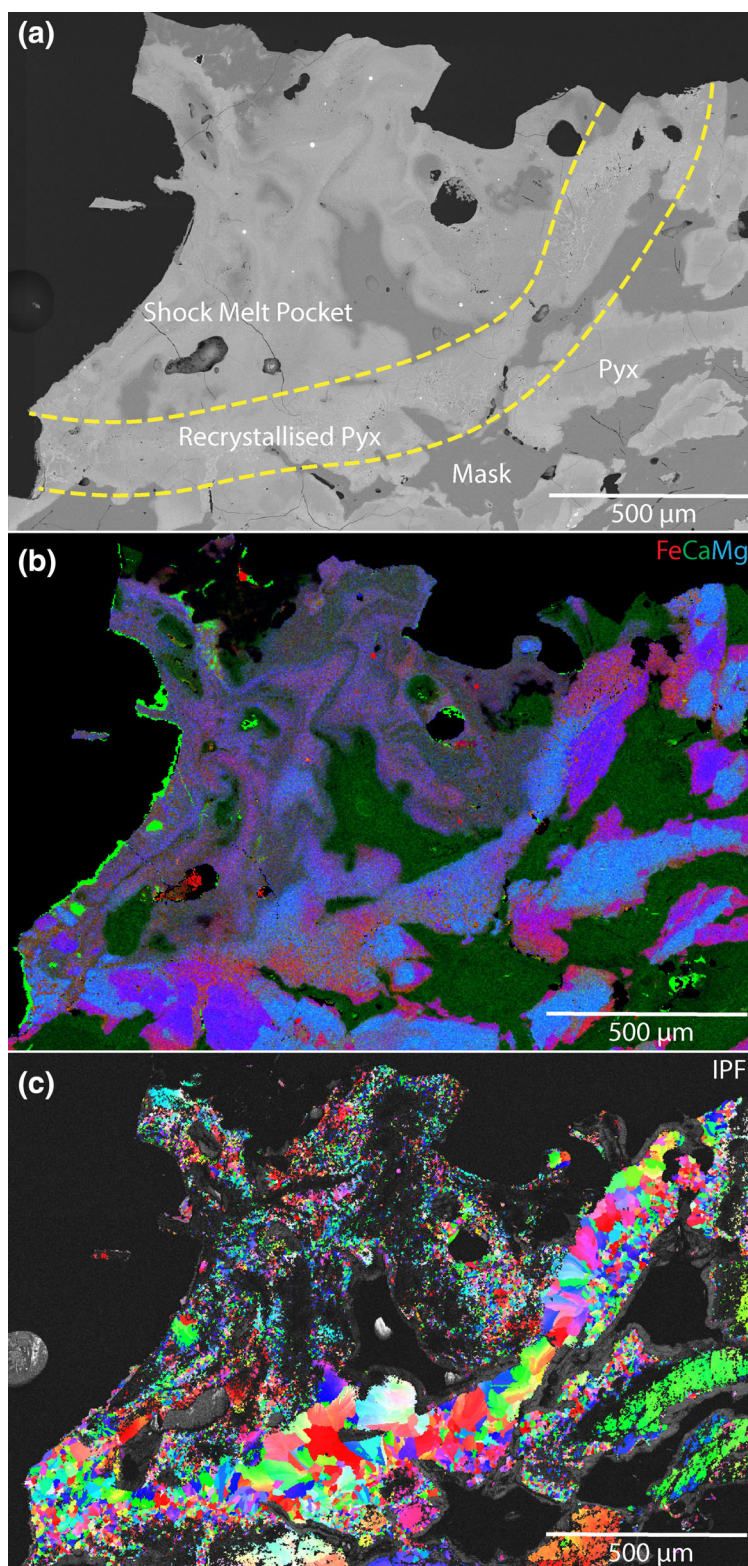 (a)
Shock Melt Pocket
Pyx
Recrystallised Pyx
Mask
500 µm
(b)
FeCaMg
500 µm
(c)
IPF
500 µm